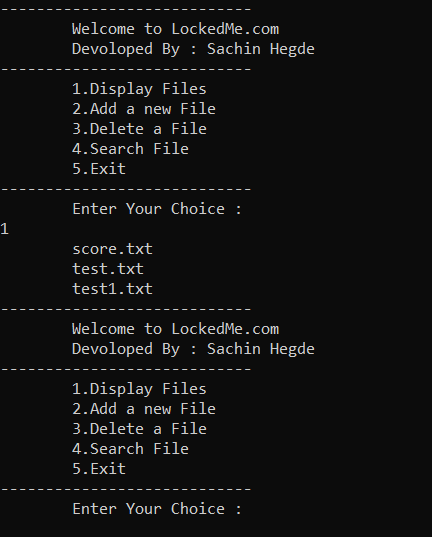 ----------------------------
Welcome to LockedMe.com
Devoloped By : Sachin Hegde
----------------------------
1.Display Files
2.Add a new File
3.Delete a File
4.Search File
5.Exit
----------------------------
Enter Your Choice :
1
score.txt
test.txt
test1.txt
----------------------------
Welcome to LockedMe.com
Devoloped By : Sachin Hegde
----------------------------
1.Display Files
2.Add a new File
3.Delete a File
4.Search File
5.Exit
----------------------------
Enter Your Choice :